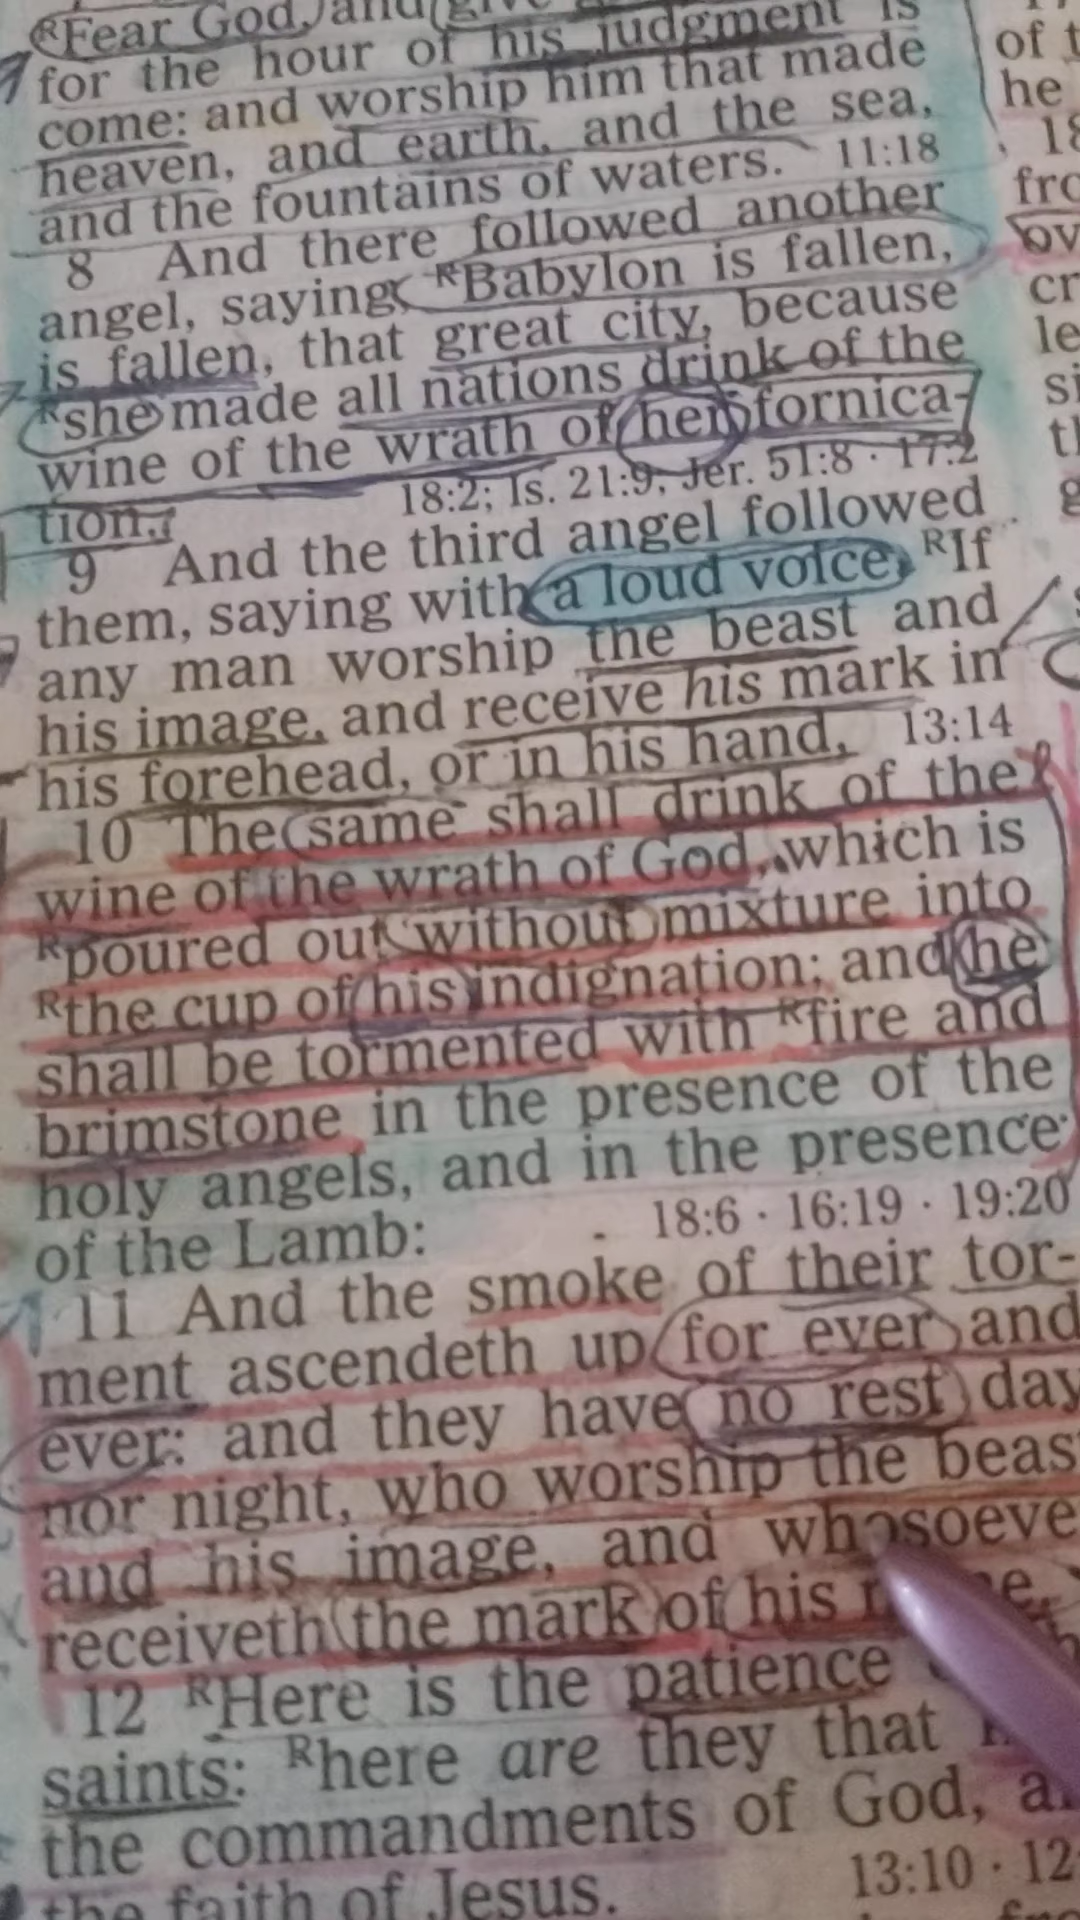 RFear God, and give
for the hour of his judgment is
come: and worship him that made
heaven, and earth, and the sea,
and the fountains of waters. 11:18
8 And there followed another
angel, saying, RBabylon is fallen,
is fallen, that great city, because
Rshe made all nations drink of the
wine of the wrath of her fornica-
tion. 18:2; Is. 21:9; Jer. 51:8 · 17:2
9 And the third angel followed
them, saying with a loud voice, RIf
any man worship the beast and
his image, and receive his mark in
his forehead, or in his hand, 13:14
10 The same shall drink of the
wine of the wrath of God, which is
Rpoured out without mixture into
Rthe cup of his indignation; and he
shall be tormented with Rfire and
brimstone in the presence of the
holy angels, and in the presence
of the Lamb: 18:6 · 16:19 · 19:20
11 And the smoke of their tor-
ment ascendeth up for ever and
ever: and they have no rest day
nor night, who worship the beas
and his image, and whosoeve
receiveth the mark of his
12 RHere is the patience
saints: Rhere are they that
the commandments of God, a
the faith of Jesus. 13:10 · 12
of t
he
18
fro
ov
cr
le
si
th
g